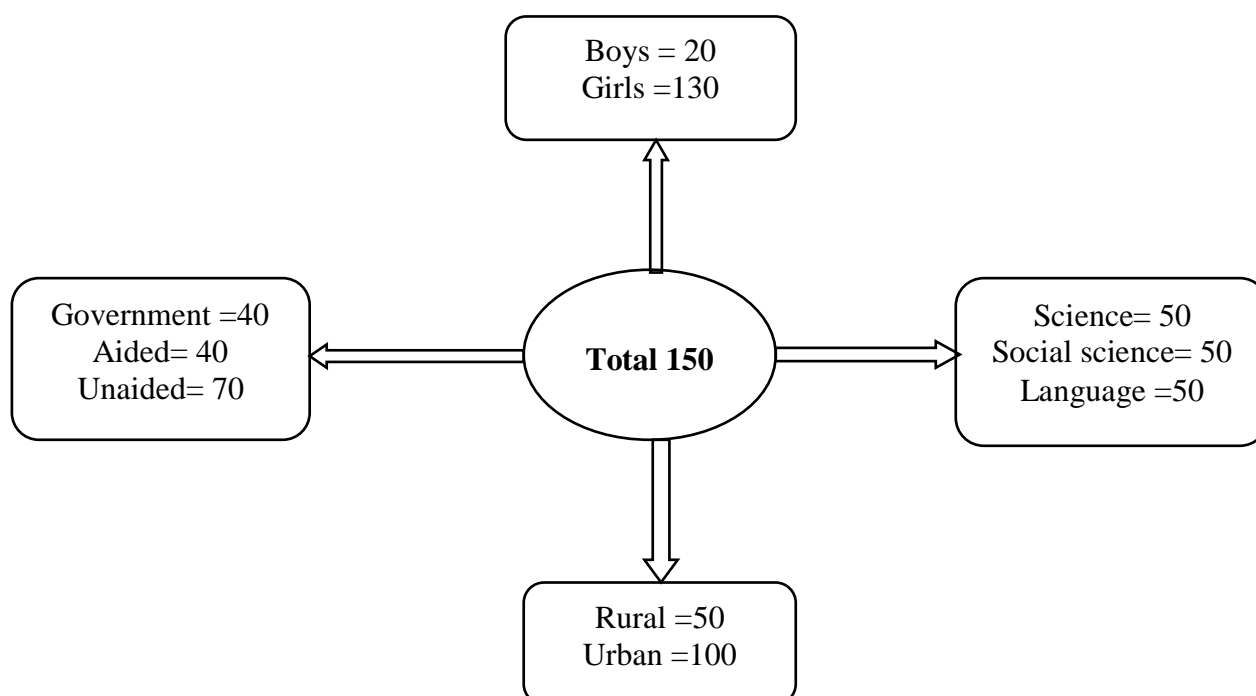 Boys = 20
Girls =130
Government =40
Aided= 40
Unaided= 70
Total 150
Science= 50
Social science= 50
Language =50
Rural =50
Urban =100